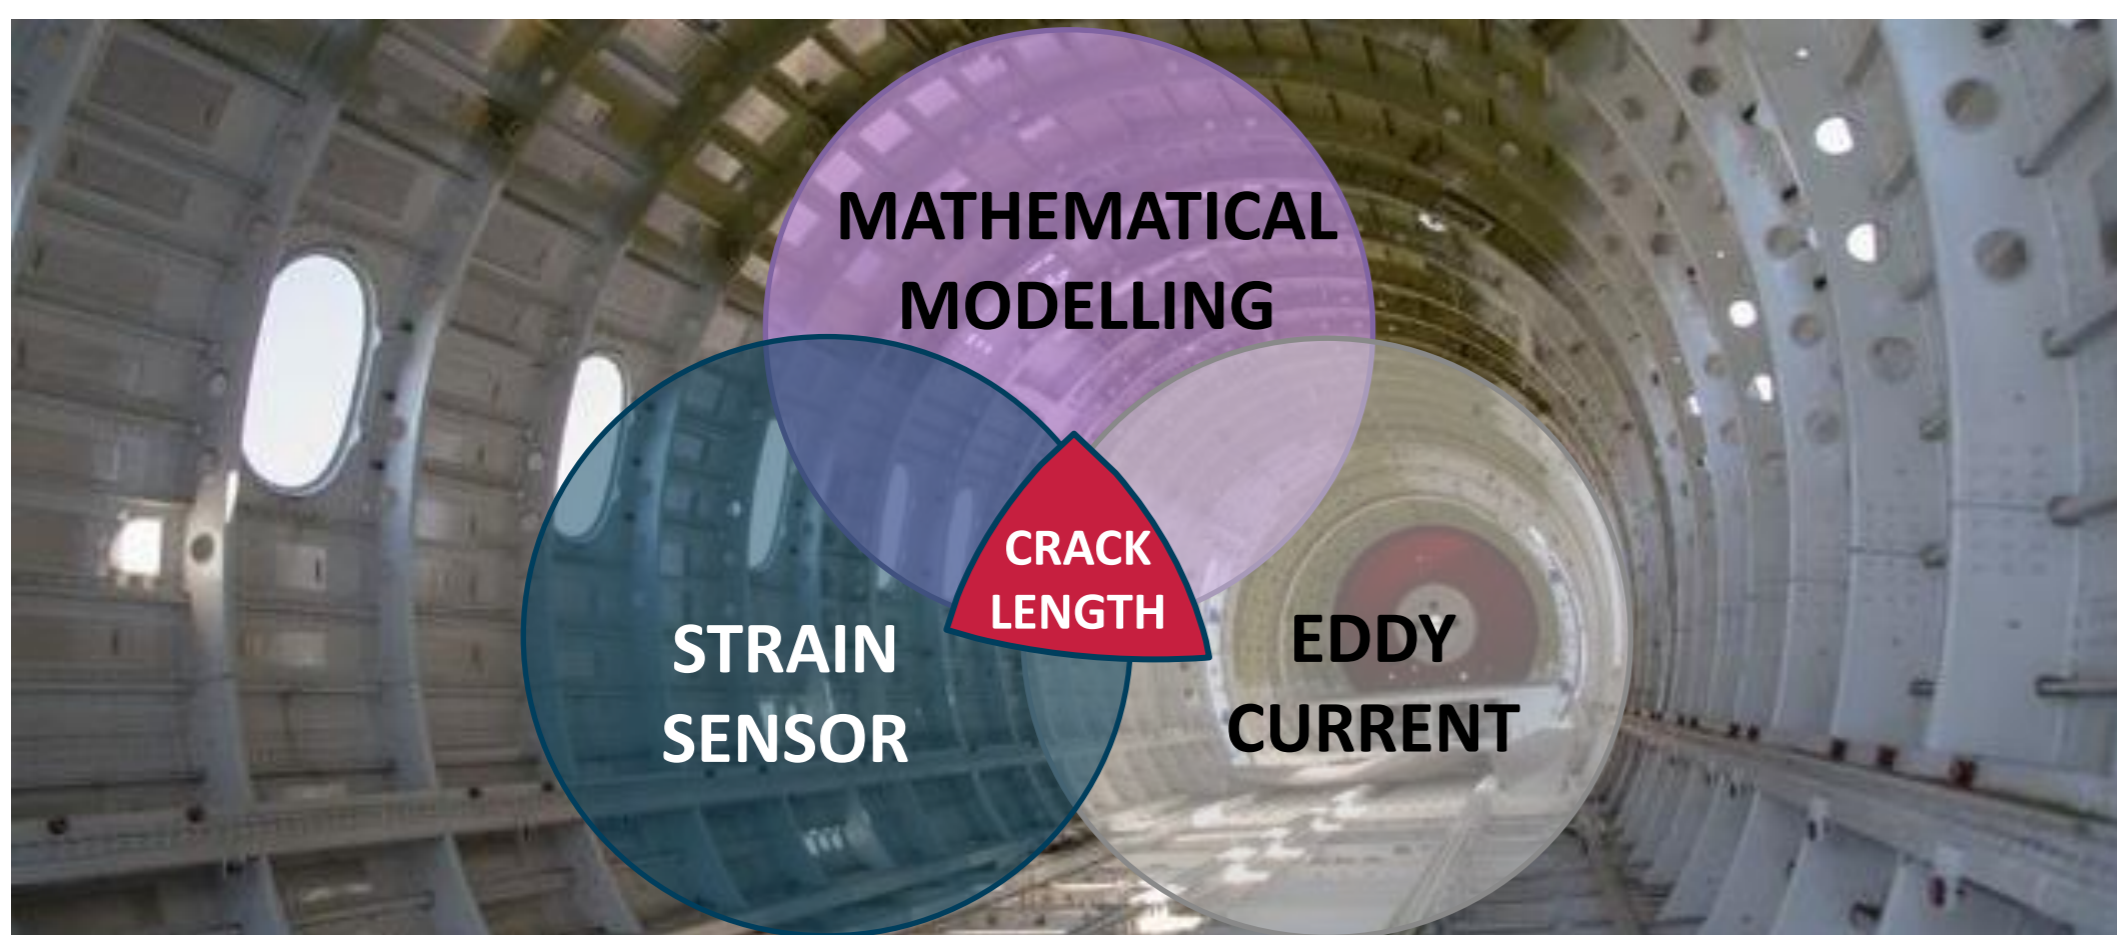 MATHEMATICAL
MODELLING
CRACK
LENGTH
STRAIN
SENSOR
EDDY
CURRENT